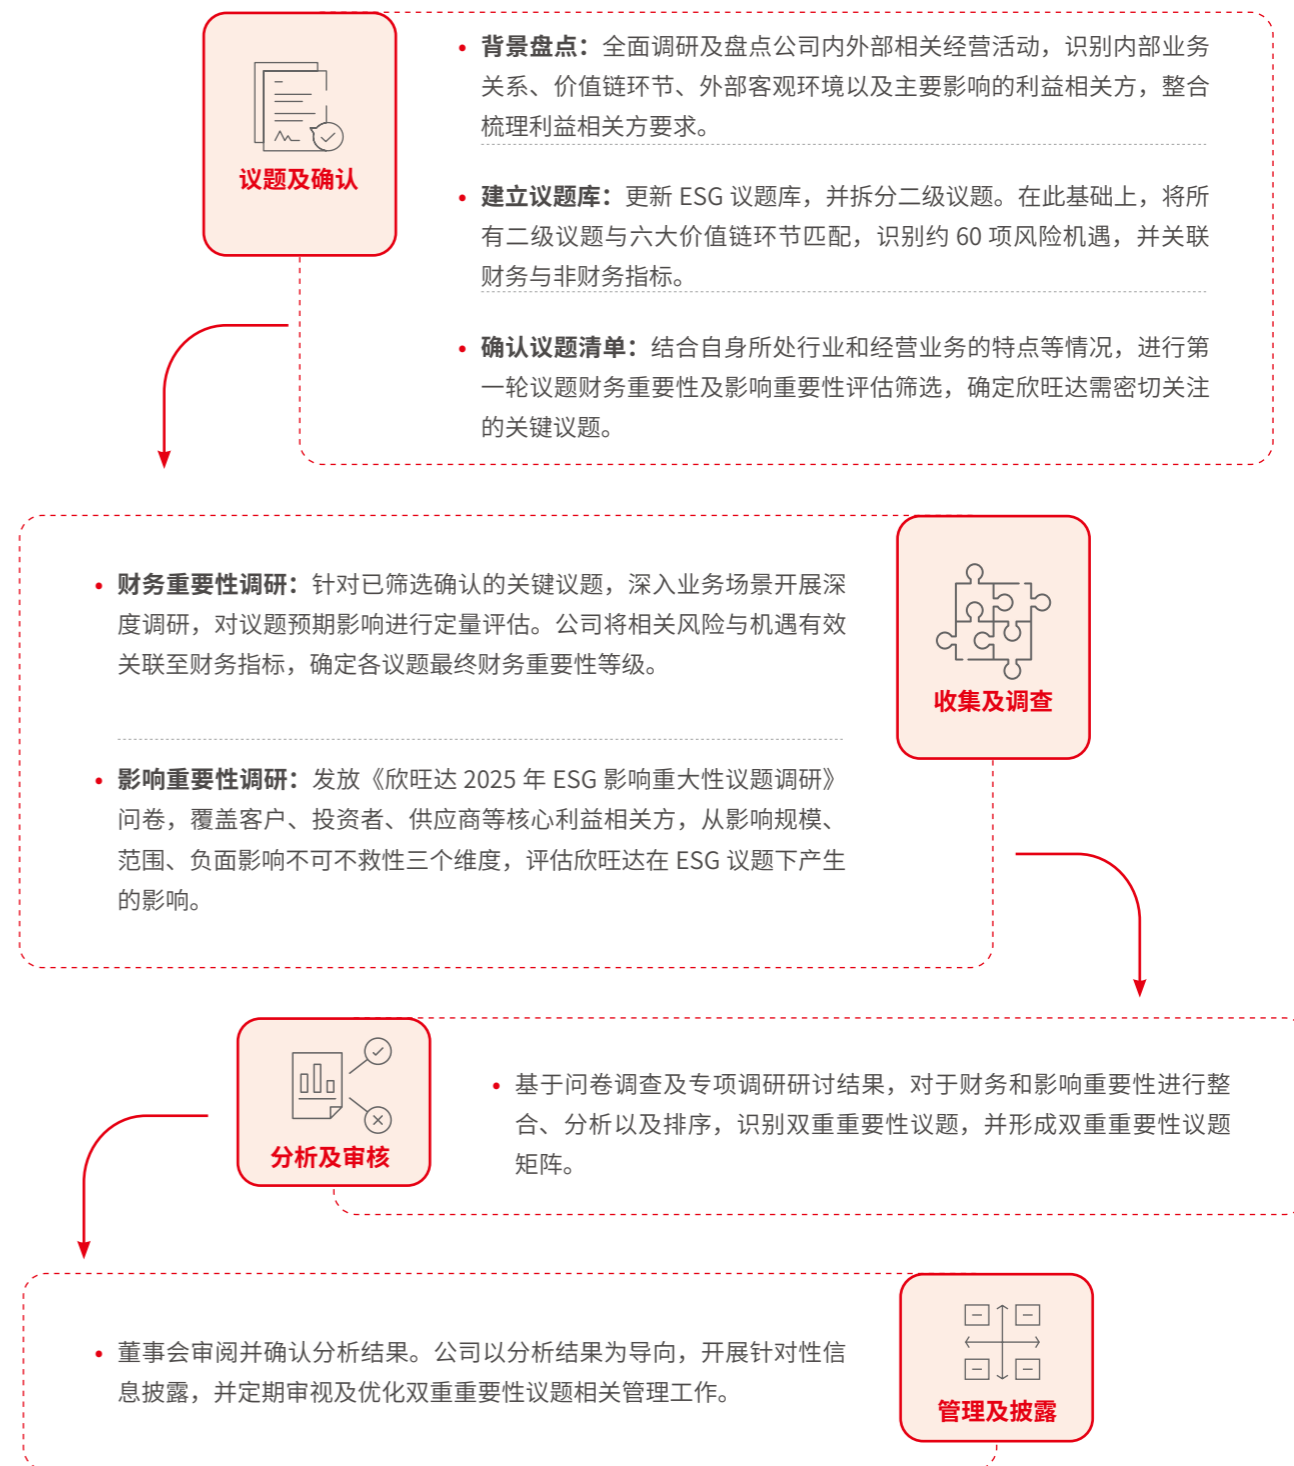 议题及确认
• 背景盘点：全面调研及盘点公司内外部相关经营活动，识别内部业务
关系、价值链环节、外部客观环境以及主要影响的利益相关方，整合
梳理利益相关方要求。
• 建立议题库：更新 ESG 议题库，并拆分二级议题。在此基础上，将所
有二级议题与六大价值链环节匹配，识别约 60 项风险机遇，并关联
财务与非财务指标。
• 确认议题清单：结合自身所处行业和经营业务的特点等情况，进行第
一轮议题财务重要性及影响重要性评估筛选，确定欣旺达需密切关注
的关键议题。
收集及调查
• 财务重要性调研：针对已筛选确认的关键议题，深入业务场景开展深
度调研，对议题预期影响进行定量评估。公司将相关风险与机遇有效
关联至财务指标，确定各议题最终财务重要性等级。
• 影响重要性调研：发放《欣旺达 2025 年 ESG 影响重大性议题调研》
问卷，覆盖客户、投资者、供应商等核心利益相关方，从影响规模、
范围、负面影响不可不救性三个维度，评估欣旺达在 ESG 议题下产生
的影响。
分析及审核
• 基于问卷调查及专项调研研讨结果，对于财务和影响重要性进行整
合、分析以及排序，识别双重重要性议题，并形成双重重要性议题
矩阵。
管理及披露
• 董事会审阅并确认分析结果。公司以分析结果为导向，开展针对性信
息披露，并定期审视及优化双重重要性议题相关管理工作。